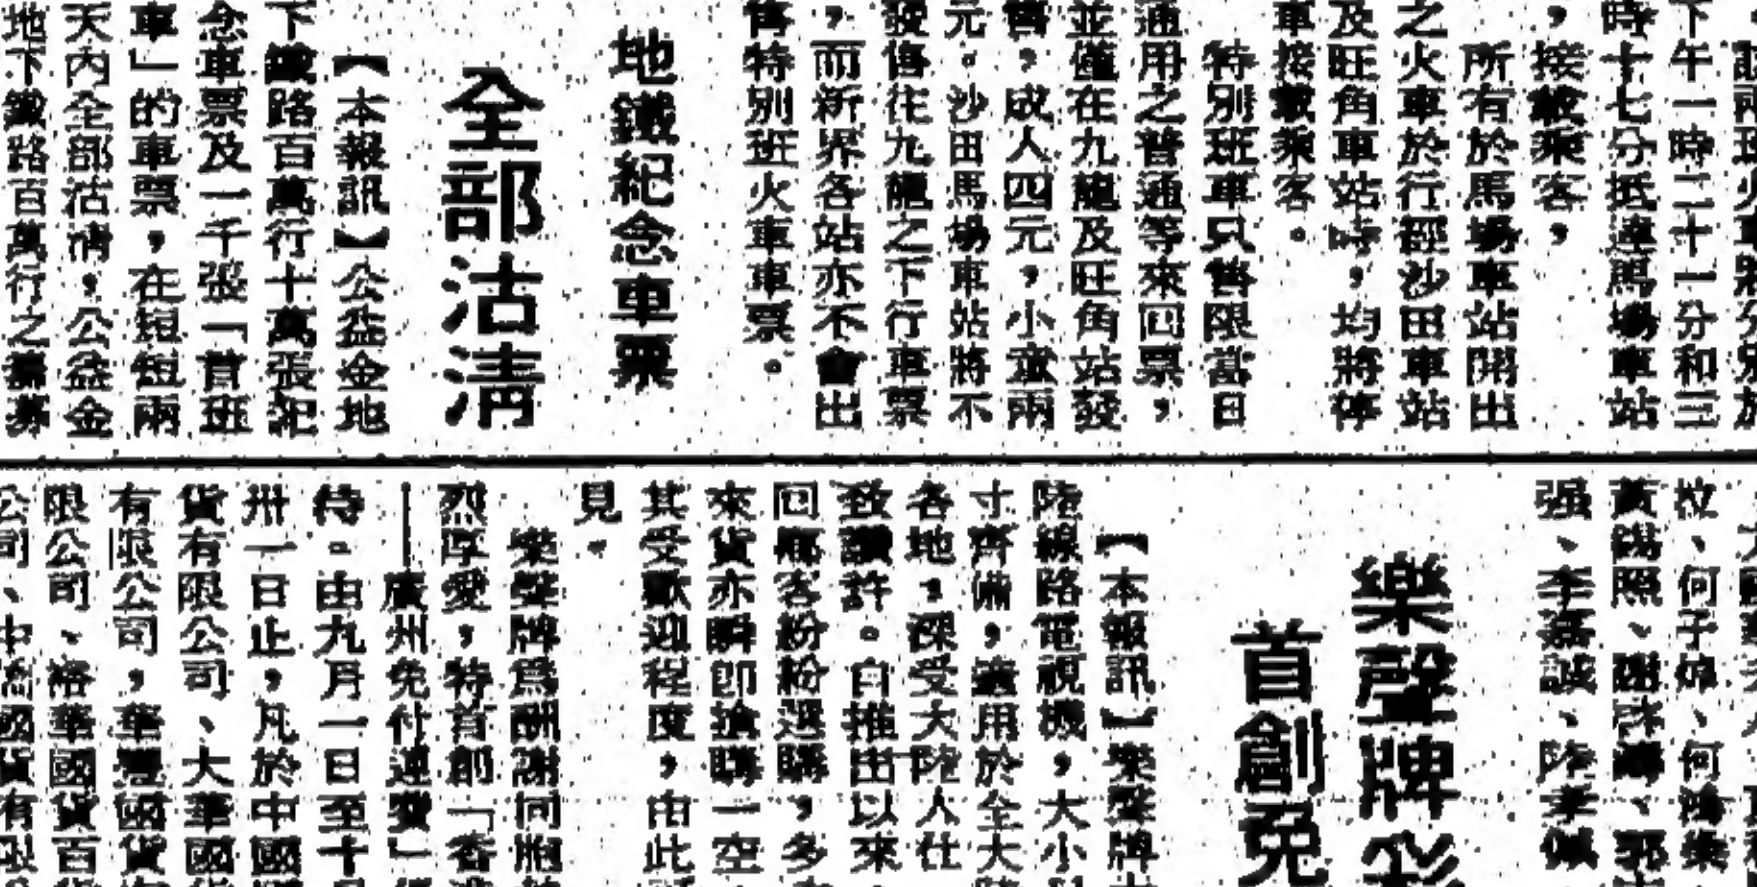 下午一時二十一分和三
時十七分抵達馬場車站
，接載乘客，
所有於馬場車站開出
之火車於行經沙田車站
及旺角車站時，均將停
車接載乘客。
特別班車只售限當日
通用之普通等來回票，
並僅在九龍及旺角站發
售，成人四元，小童兩
元。沙田馬場車站將不
發售往九龍之下行車票
，而新界各站亦不會出
售特別班火車車票。
地鐵紀念車票
全部沽清
【本報訊】公益金地
下鐵路百萬行十萬張紀
念車票及一千張「首班
車」的車票，在短短兩
天內全部沽清，公益金
地下鐵路百萬行之籌募
、何子焯、何鴻燊
黃錫照、謝
强、李荔誠、陸孝佩
樂聲牌彩
首創免
【本報訊】樂聲牌
陸線路電視機，大小
寸齊備，適用於全大
各地，深受大陸人仕
致讚許。自推出以來
回鄉客紛紛選購，多
來貨亦瞬即搶購一空
其受歡迎程度，由此
見。
樂聲牌爲酬謝同胞
烈厚愛，特首創「香港
—廣州免付運費」
待。由九月一日至十
卅一日止，凡於中國
貨有限公司、大華國
有限公司，華豐國貨
限公司、裕華國貨百
公司、中流國貨有限